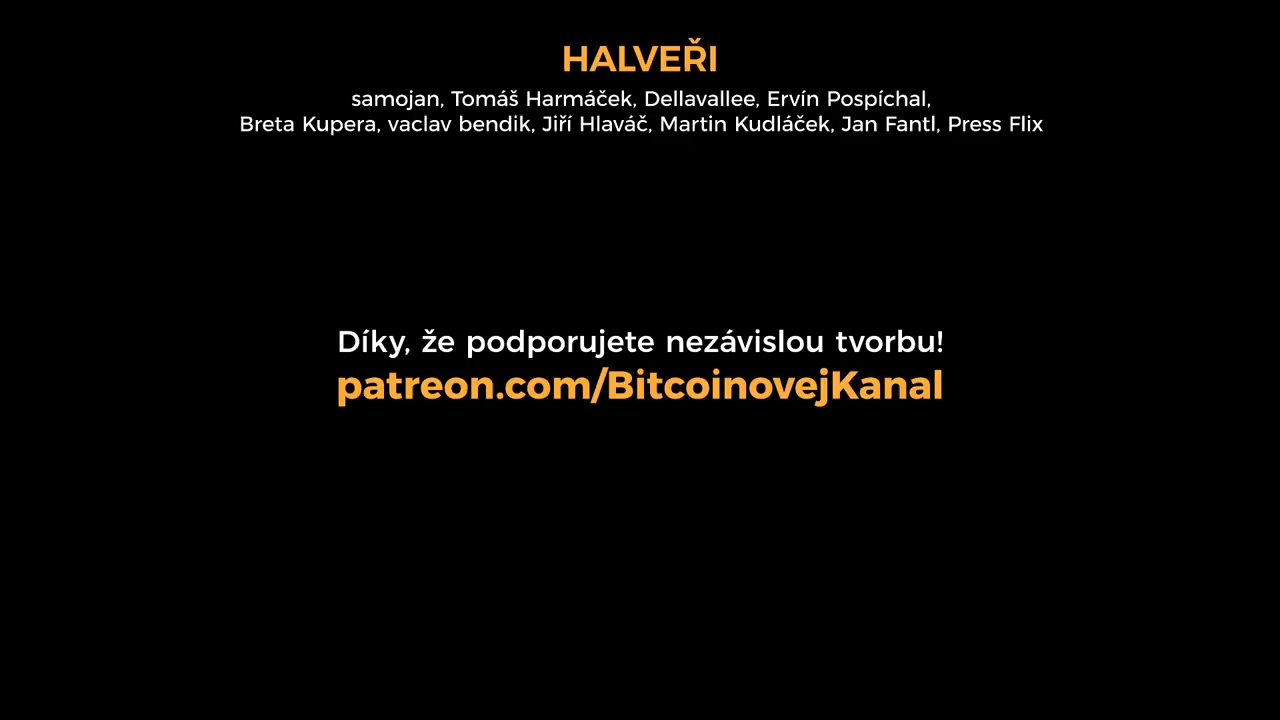 HALVEŘI
samojan, Tomáš Harmáček, Dellavallee, Ervín Pospíchal,
Breta Kupera, vaclav bendik, Jiří Hlaváč, Martin Kudláček, Jan Fantl, Press Flix
Díky, že podporujete nezávislou tvorbu!
patreon.com/BitcoinovejKanal